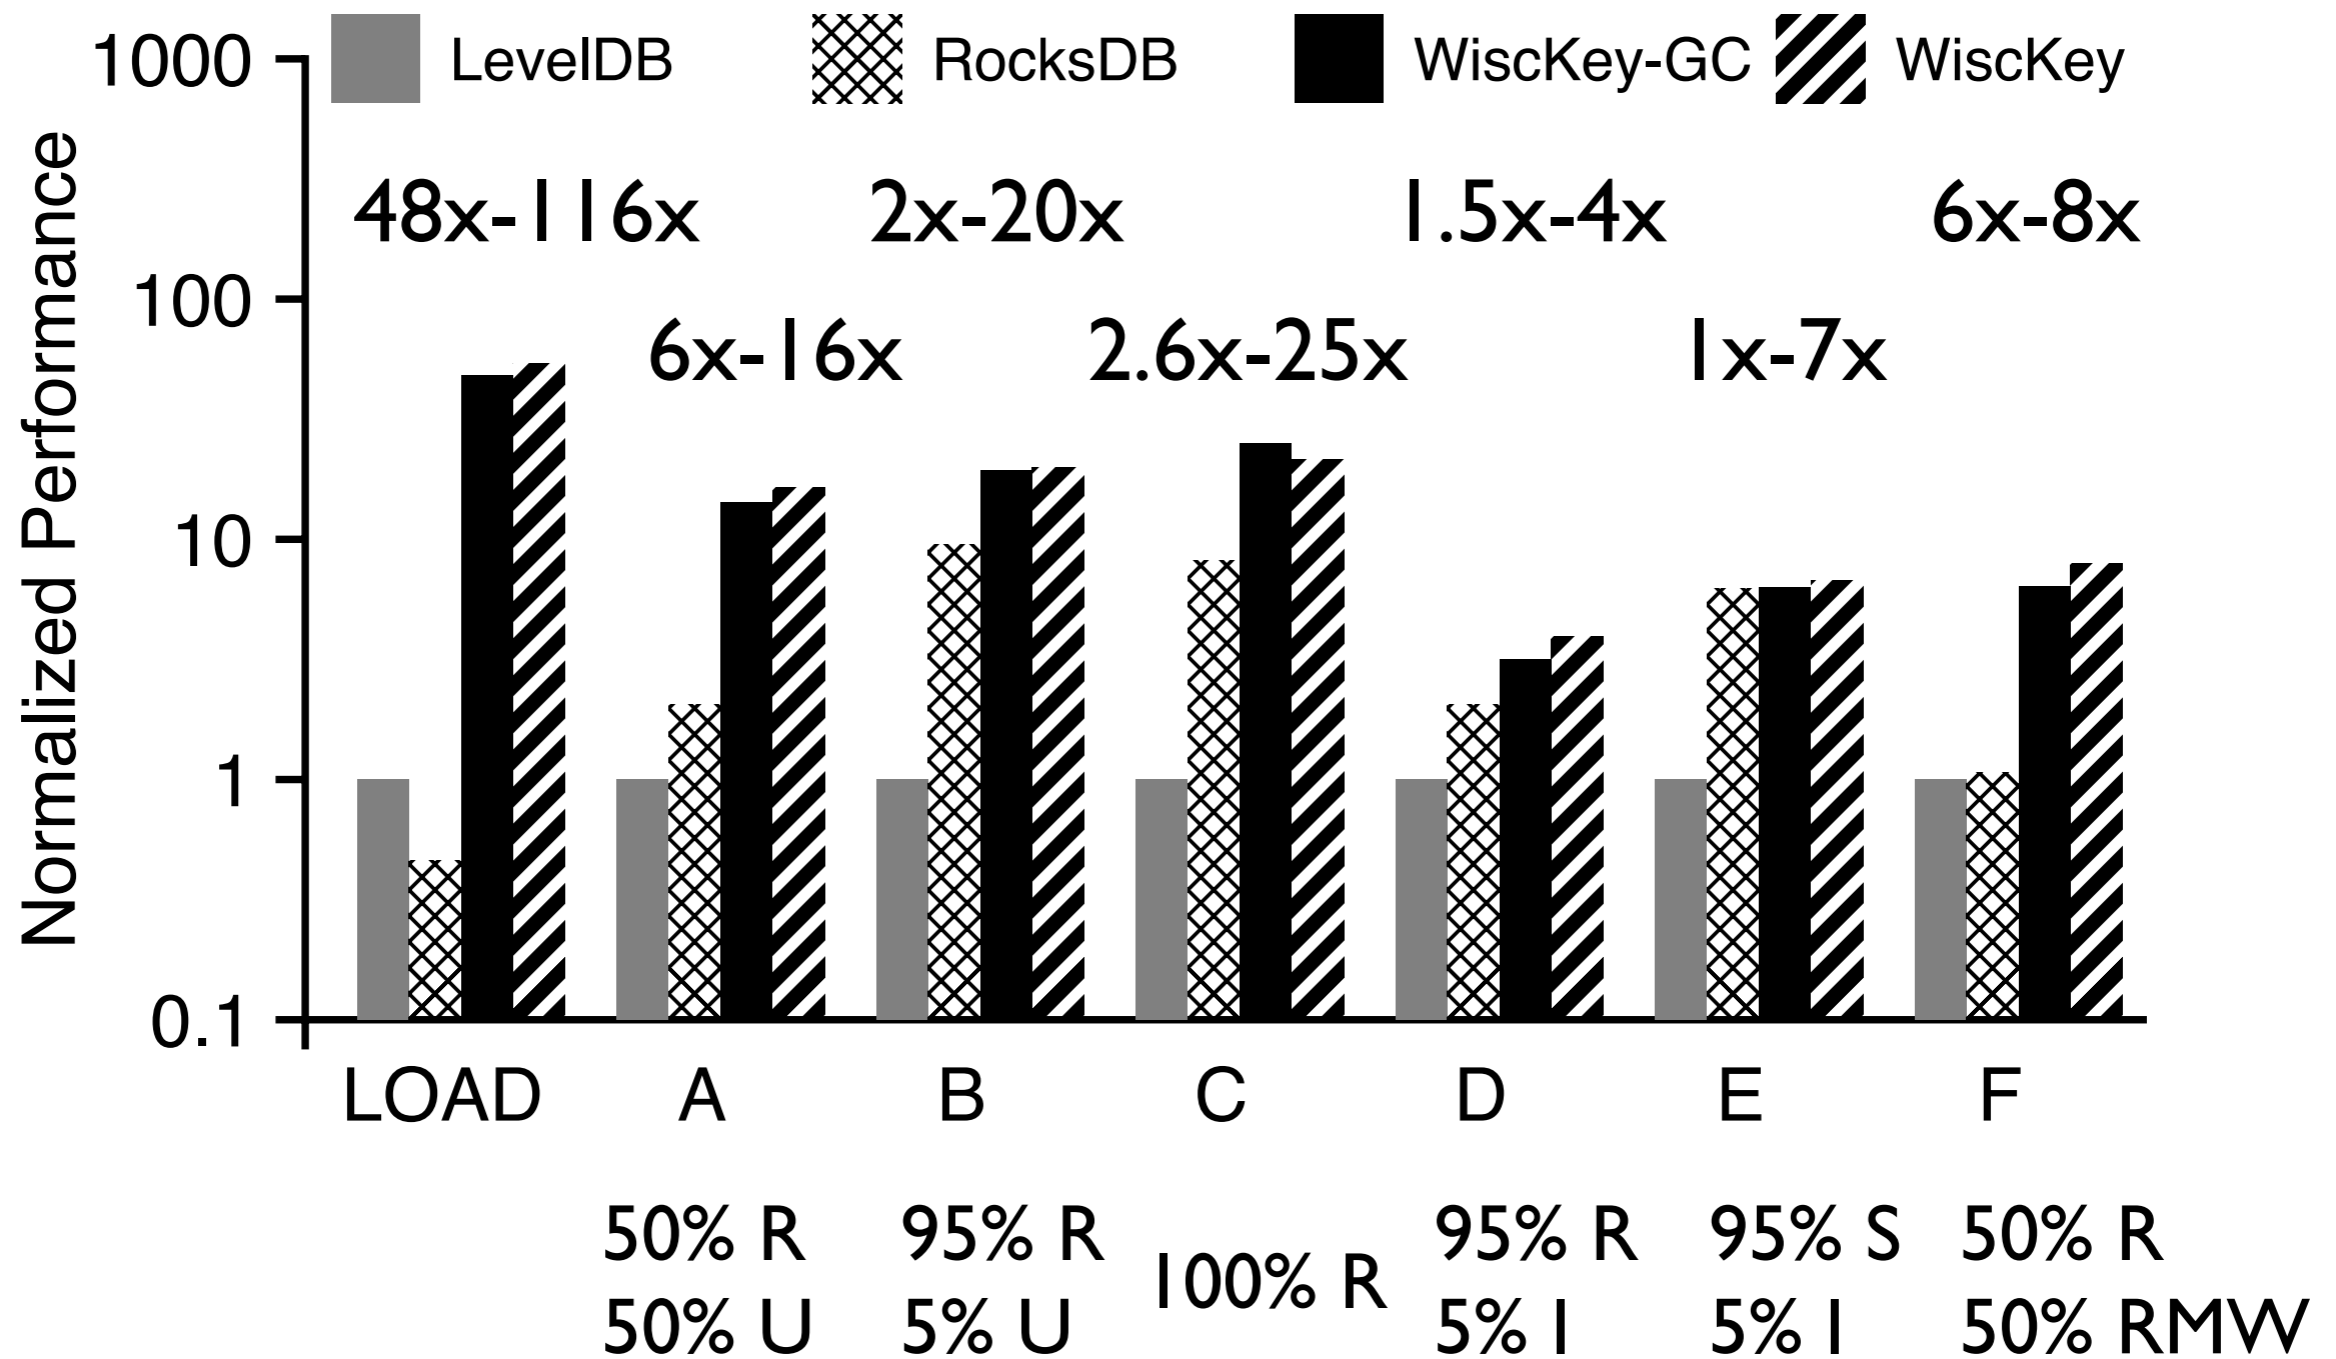 LevelDB RocksDB WiscKey-GC WiscKey
Normalized Performance
1000
100
10
1
0.1
48x-116x 2x-20x 1.5x-4x 6x-8x
6x-16x 2.6x-25x 1x-7x
LOAD A B C D E F
50% R
50% U
95% R
5% U
100% R
95% R
5% I
95% S
5% I
50% R
50% RMW